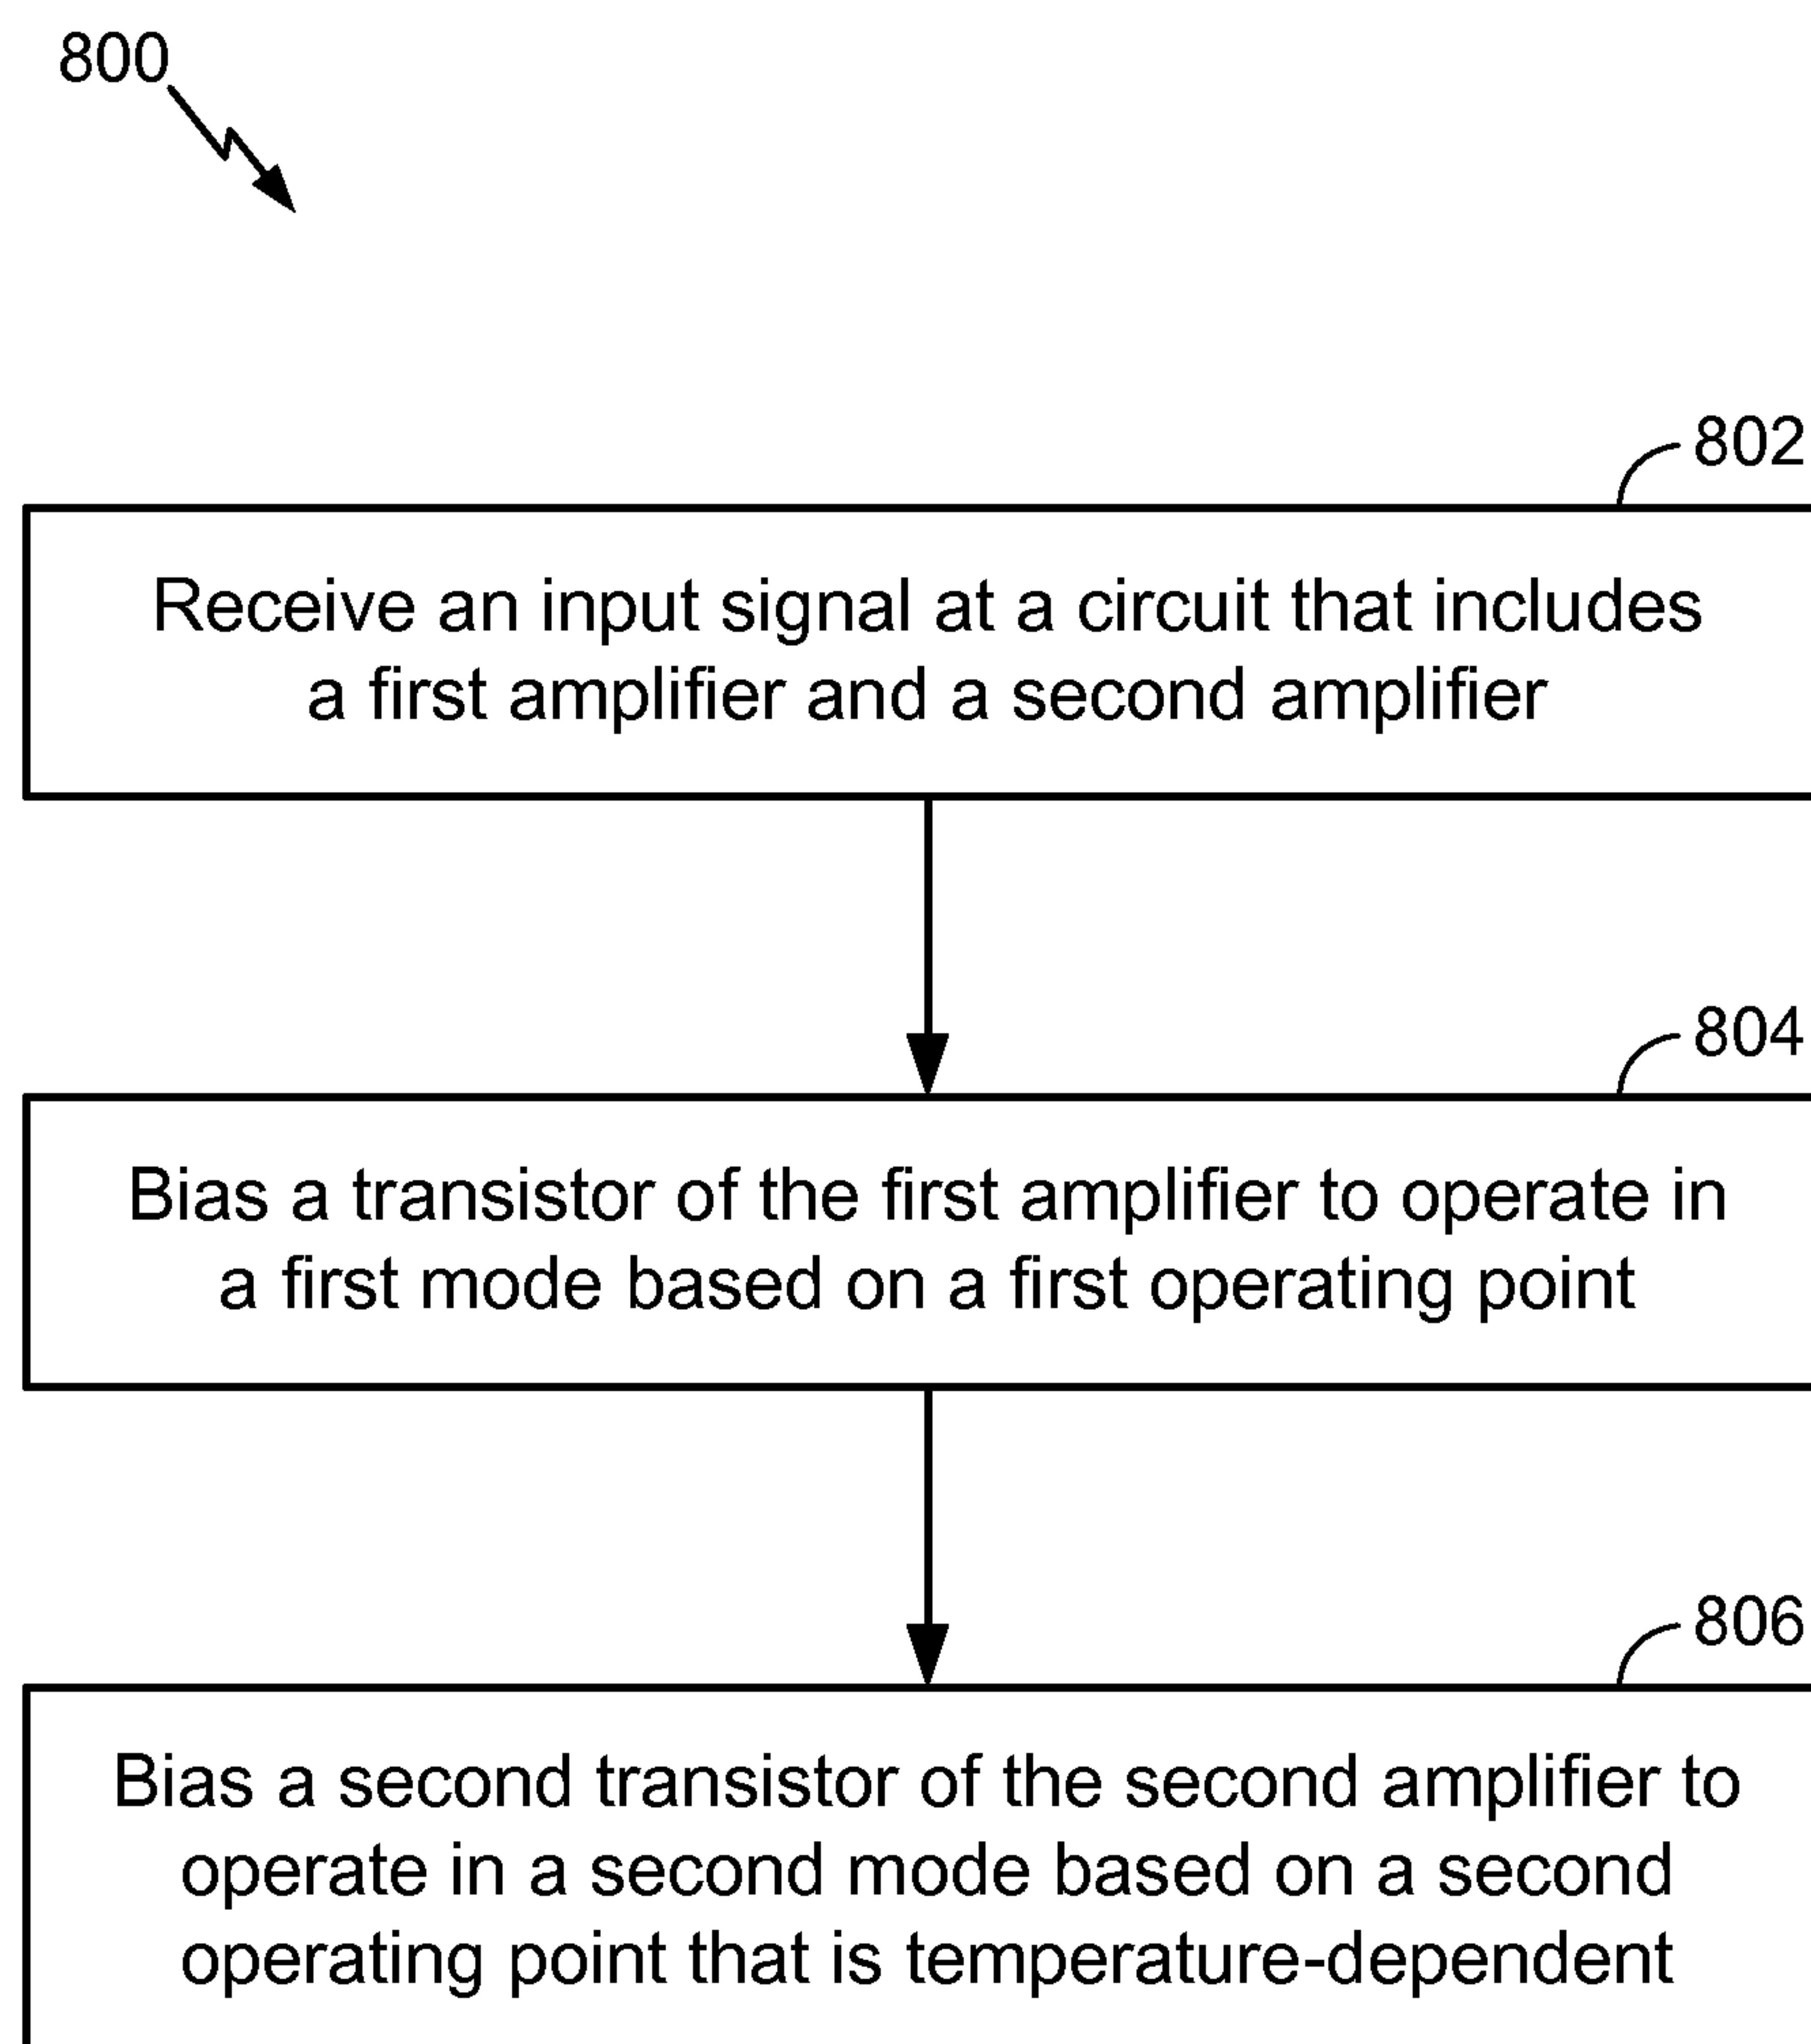 800
802
Receive an input signal at a circuit that includes
a first amplifier and a second amplifier
804
Bias a transistor of the first amplifier to operate in
a first mode based on a first operating point
806
Bias a second transistor of the second amplifier to
operate in a second mode based on a second
operating point that is temperature-dependent